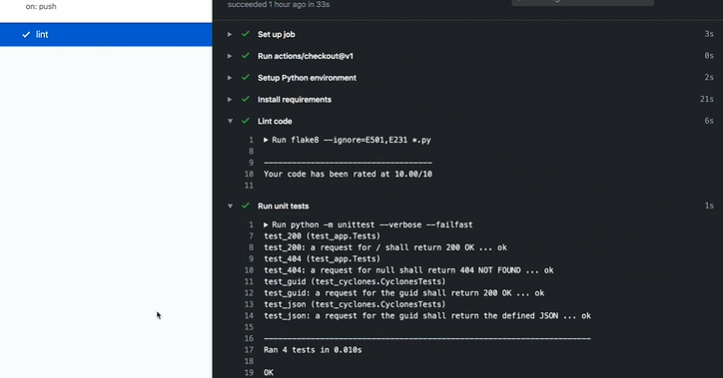 on: push
lint
succeeded 1 hour ago in 33s
Set up job 3s
Run actions/checkout@v1 0s
Setup Python environment 2s
Install requirements 21s
Lint code 6s
1 Run flake8 --ignore=E501,E231 *.py
8
9 ------------------------------------
10 Your code has been rated at 10.00/10
11
Run unit tests 1s
1 Run python -m unittest --verbose --failfast
7 test_200 (test_app.Tests)
8 test_200: a request for / shall return 200 OK ... ok
9 test_404 (test_app.Tests)
10 test_404: a request for null shall return 404 NOT FOUND ... ok
11 test_guid (test_cyclones.CyclonesTests)
12 test_guid: a request for the guid shall return 200 OK ... ok
13 test_json (test_cyclones.CyclonesTests)
14 test_json: a request for the guid shall return the defined JSON ... ok
15
16 ----------------------------------------------------------------------
17 Ran 4 tests in 0.010s
18
19 OK